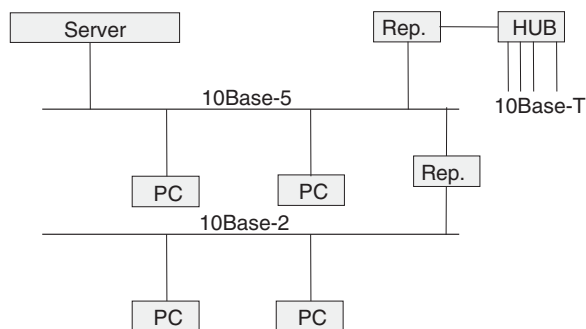 Server
Rep.
HUB
10Base-5
10Base-T
PC
PC
Rep.
10Base-2
PC
PC